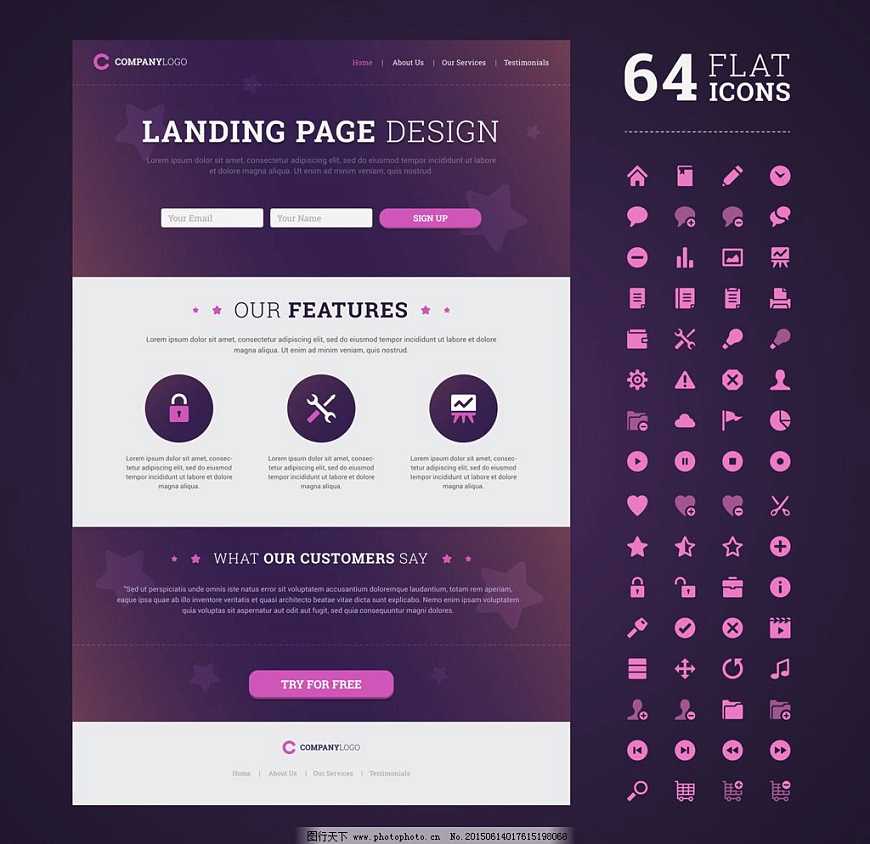 COMPANYLOGO
Home | About Us | Our Services | Testimonials
LANDING PAGE DESIGN
Lorem ipsum dolor sit amet, consectetur adipiscing elit, sed do eiusmod tempor incididunt ut labore
et dolore magna aliqua. Ut enim ad minim veniam, quis nostrud.
Your Email
Your Name
SIGN UP
OUR FEATURES
Lorem ipsum dolor sit amet, consectetur adipiscing elit, sed do eiusmod tempor incididunt ut labore et dolore
magna aliqua. Ut enim ad minim veniam, quis nostrud.
Lorem ipsum dolor sit amet, consec-
tetur adipiscing elit, sed do eiusmod
tempor incididunt ut labore et dolore
magna aliqua.
Lorem ipsum dolor sit amet, consec-
tetur adipiscing elit, sed do eiusmod
tempor incididunt ut labore et dolore
magna aliqua.
Lorem ipsum dolor sit amet, consec-
tetur adipiscing elit, sed do eiusmod
tempor incididunt ut labore et dolore
magna aliqua.
WHAT OUR CUSTOMERS SAY
"Sed ut perspiciatis unde omnis iste natus error sit voluptatem accusantium doloremque laudantium, totam rem aperiam,
eaque ipsa quae ab illo inventore veritatis et quasi architecto beatae vitae dicta sunt explicabo. Nemo enim ipsam voluptatem
quia voluptas sit aspernatur aut odit aut fugit, sed quia consequuntur magni dolores.
TRY FOR FREE
COMPANYLOGO
Home | About Us | Our Services | Testimonials
64 FLAT
ICONS
图行天下 www.photophoto.cn No.20150614017615198068